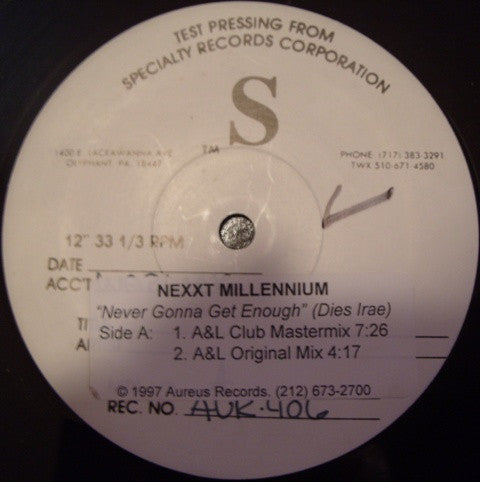 TEST PRESSING FROM
SPECIALTY RECORDS CORPORATION
S
TM
1400 E. LACKAWANNA AVE.
OLYPHANT, PA. 18447
PHONE (717) 383-3291
TWX 510-671-4580
12" 33 1/3 RPM
DATE
ACC'T
NEXXT MILLENNIUM
"Never Gonna Get Enough" (Dies Irae)
Side A: 1. A&L Club Mastermix 7:26
2. A&L Original Mix 4:17
© 1997 Aureus Records. (212) 673-2700
REC. NO. AUK-406